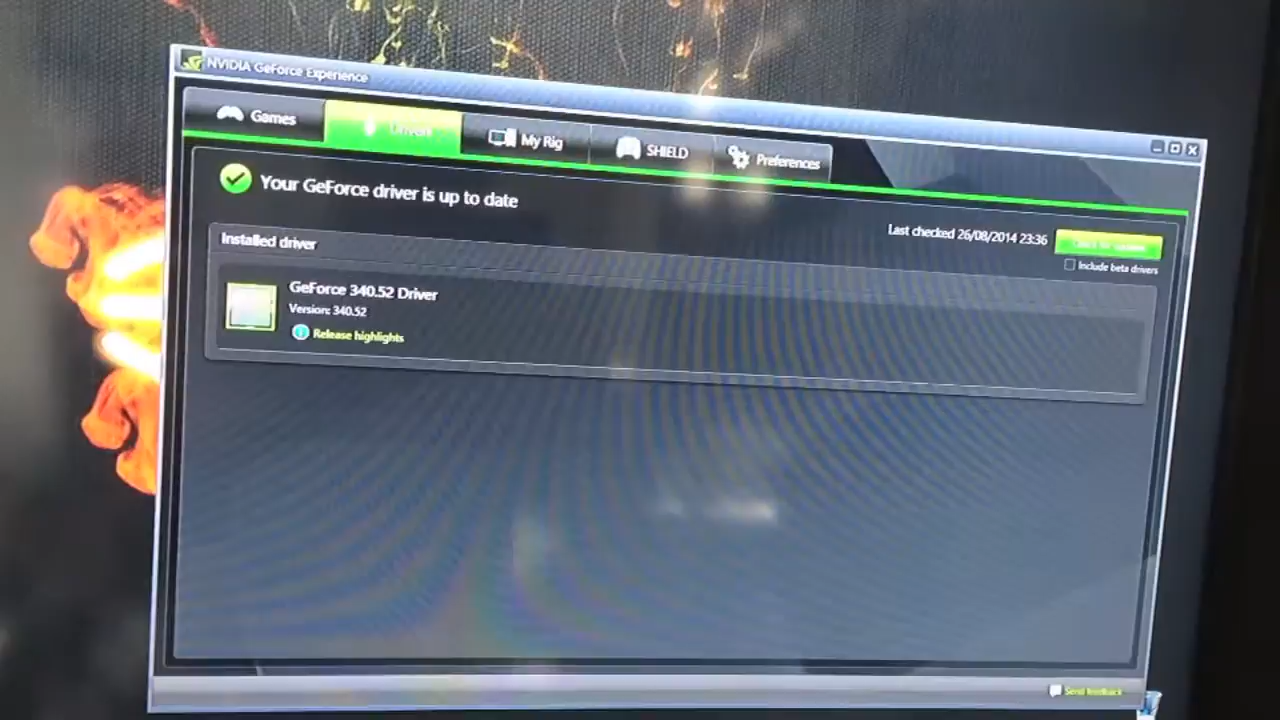 NVIDIA GeForce Experience
Games
Drivers
My Rig
SHIELD
Preferences
Your GeForce driver is up to date
Last checked 26/08/2014 23:36
Include beta drivers
Installed driver
GeForce 340.52 Driver
Version: 340.52
Release highlights
Send feedback